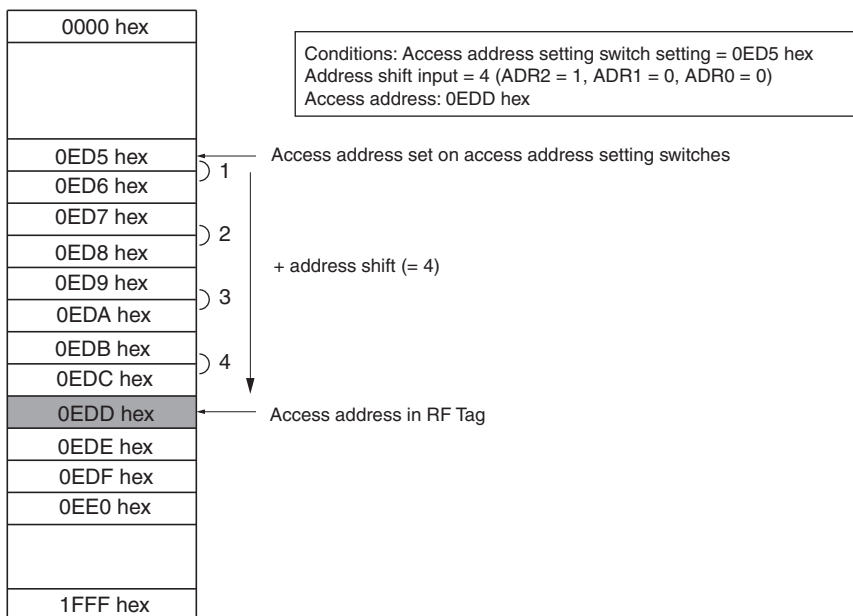 0000 hex
Conditions: Access address setting switch setting = 0ED5 hex
Address shift input = 4 (ADR2 = 1, ADR1 = 0, ADR0 = 0)
Access address: 0EDD hex
0ED5 hex
Access address set on access address setting switches
1
0ED6 hex
0ED7 hex
2
0ED8 hex
+ address shift (= 4)
0ED9 hex
3
0EDA hex
0EDB hex
4
0EDC hex
0EDD hex
Access address in RF Tag
0EDE hex
0EDF hex
0EE0 hex
1FFF hex